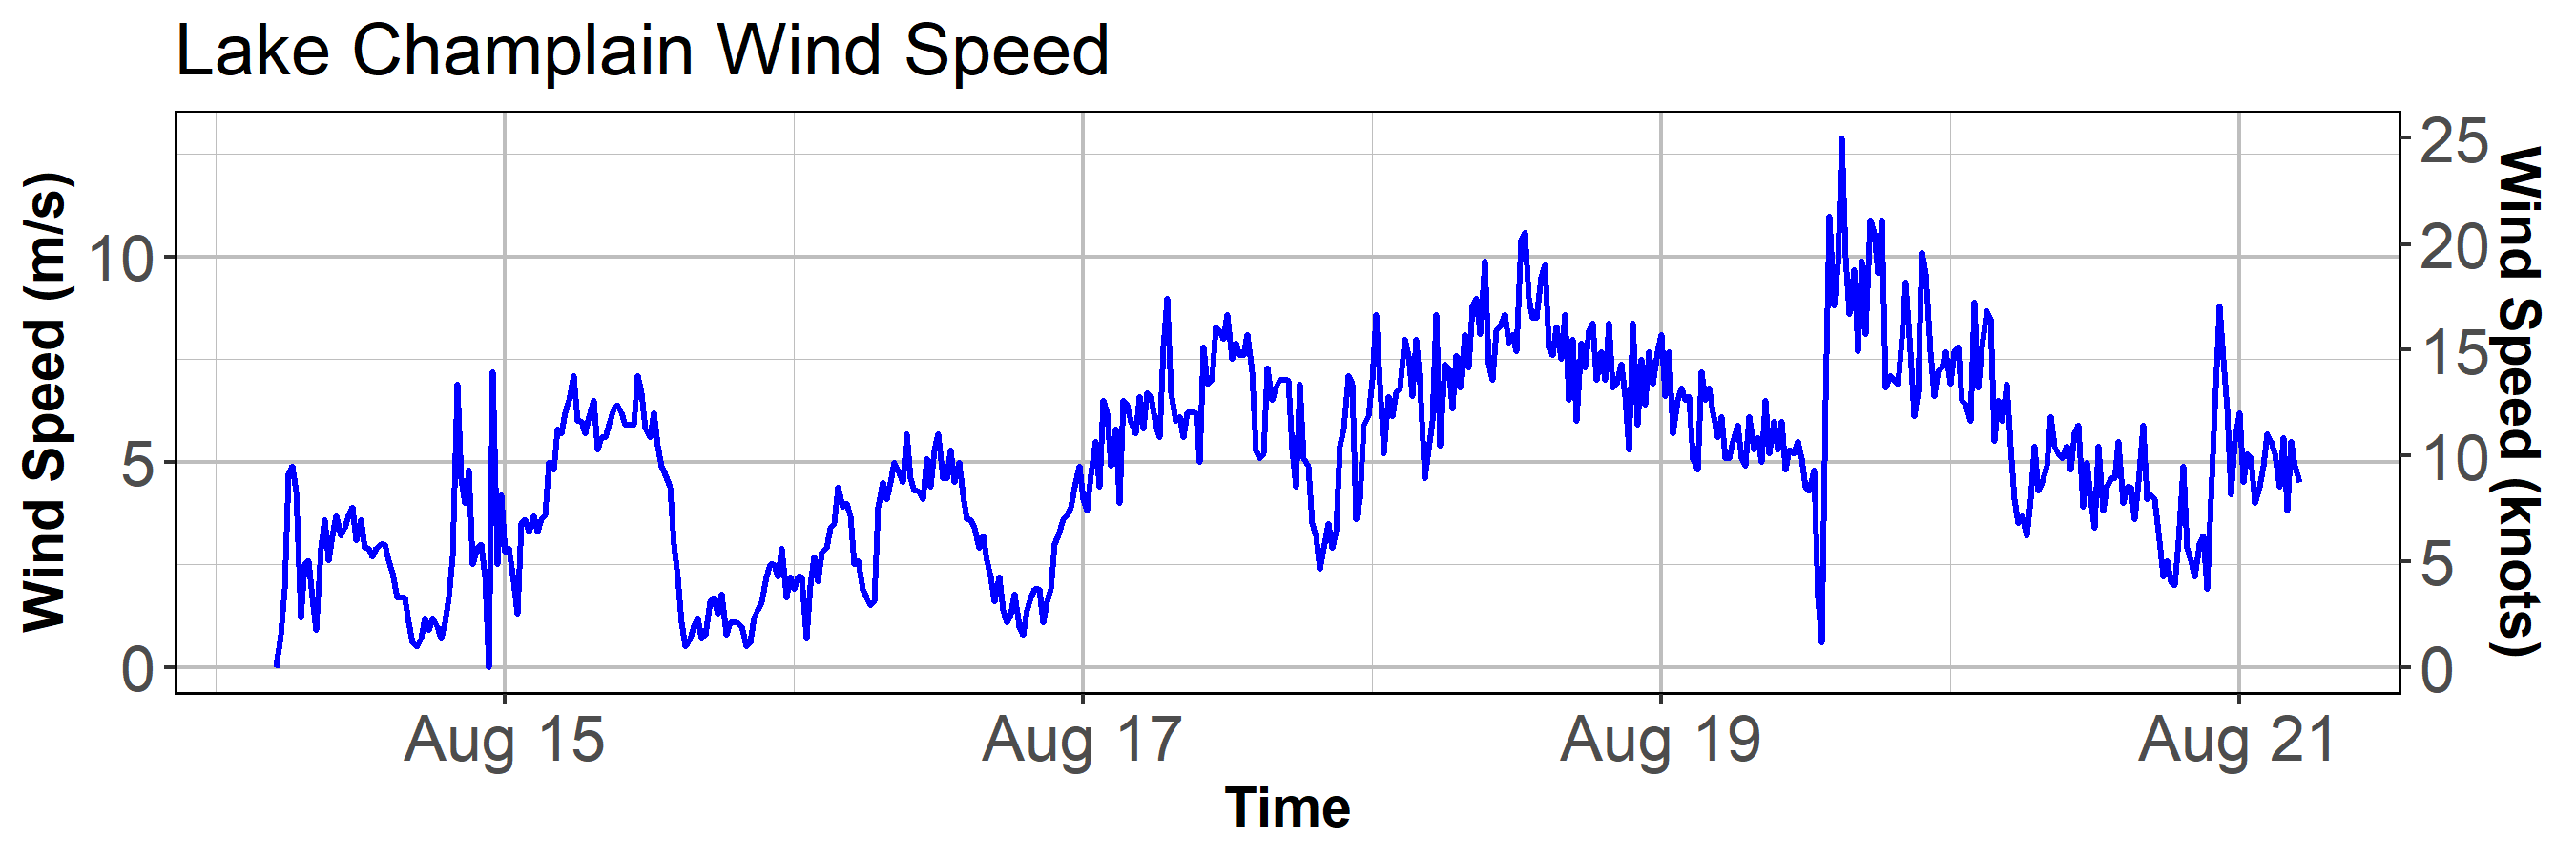 Lake Champlain Wind Speed
Wind Speed (m/s)
10
5
0
25
20
15
10
5
0
Wind Speed (knots)
Aug 15
Aug 17
Aug 19
Aug 21
Time